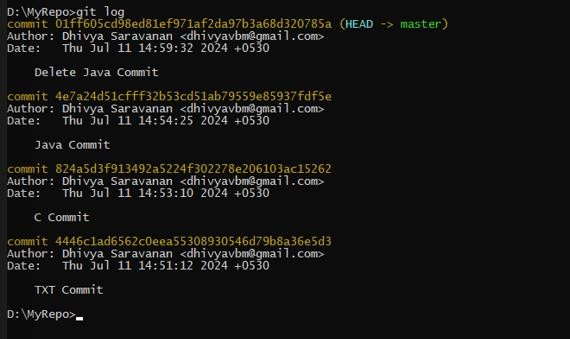 D:\MyRepo>git log
commit 01ff605cd98ed81ef971af2da97b3a68d320785a (HEAD -> master)
Author: Dhivya Saravanan <dhivyavbm@gmail.com>
Date:   Thu Jul 11 14:59:32 2024 +0530
Delete Java Commit
commit 4e7a24d51cfff32b53cd51ab79559e85937fdf5e
Author: Dhivya Saravanan <dhivyavbm@gmail.com>
Date:   Thu Jul 11 14:54:25 2024 +0530
Java Commit
commit 824a5d3f913492a5224f302278e206103ac15262
Author: Dhivya Saravanan <dhivyavbm@gmail.com>
Date:   Thu Jul 11 14:53:10 2024 +0530
C Commit
commit 4446c1ad6562c0eea55308930546d79b8a36e5d3
Author: Dhivya Saravanan <dhivyavbm@gmail.com>
Date:   Thu Jul 11 14:51:12 2024 +0530
TXT Commit
D:\MyRepo>